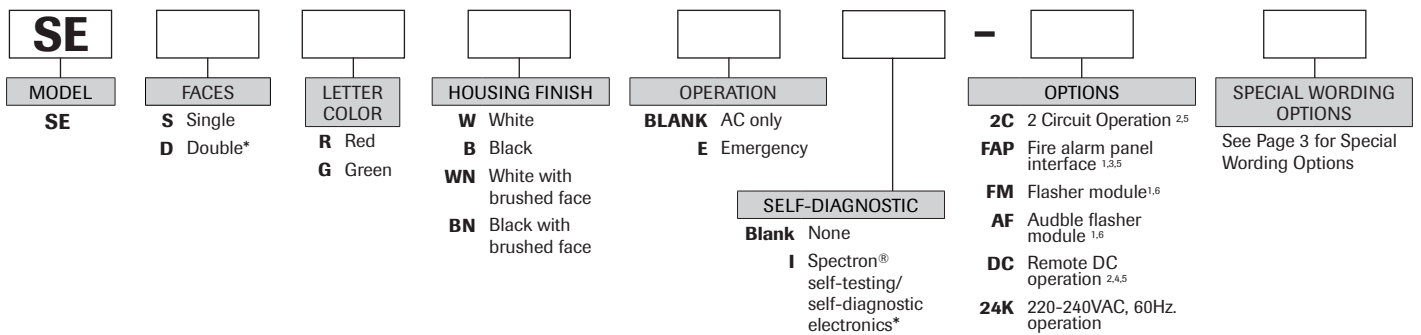 SE
–
MODEL
SE
FACES
S Single
D Double*
LETTER
COLOR
R Red
G Green
HOUSING FINISH
W White
B Black
WN White with
brushed face
BN Black with
brushed face
OPERATION
BLANK AC only
E Emergency
SELF-DIAGNOSTIC
Blank None
I Spectron®
self-testing/
self-diagnostic
electronics*
OPTIONS
2C 2 Circuit Operation 2,5
FAP Fire alarm panel
interface 1,3,5
FM Flasher module1,6
AF Audble flasher
module 1,6
DC Remote DC
operation 2,4,5
24K 220-240VAC, 60Hz.
operation
SPECIAL WORDING
OPTIONS
See Page 3 for Special
Wording Options